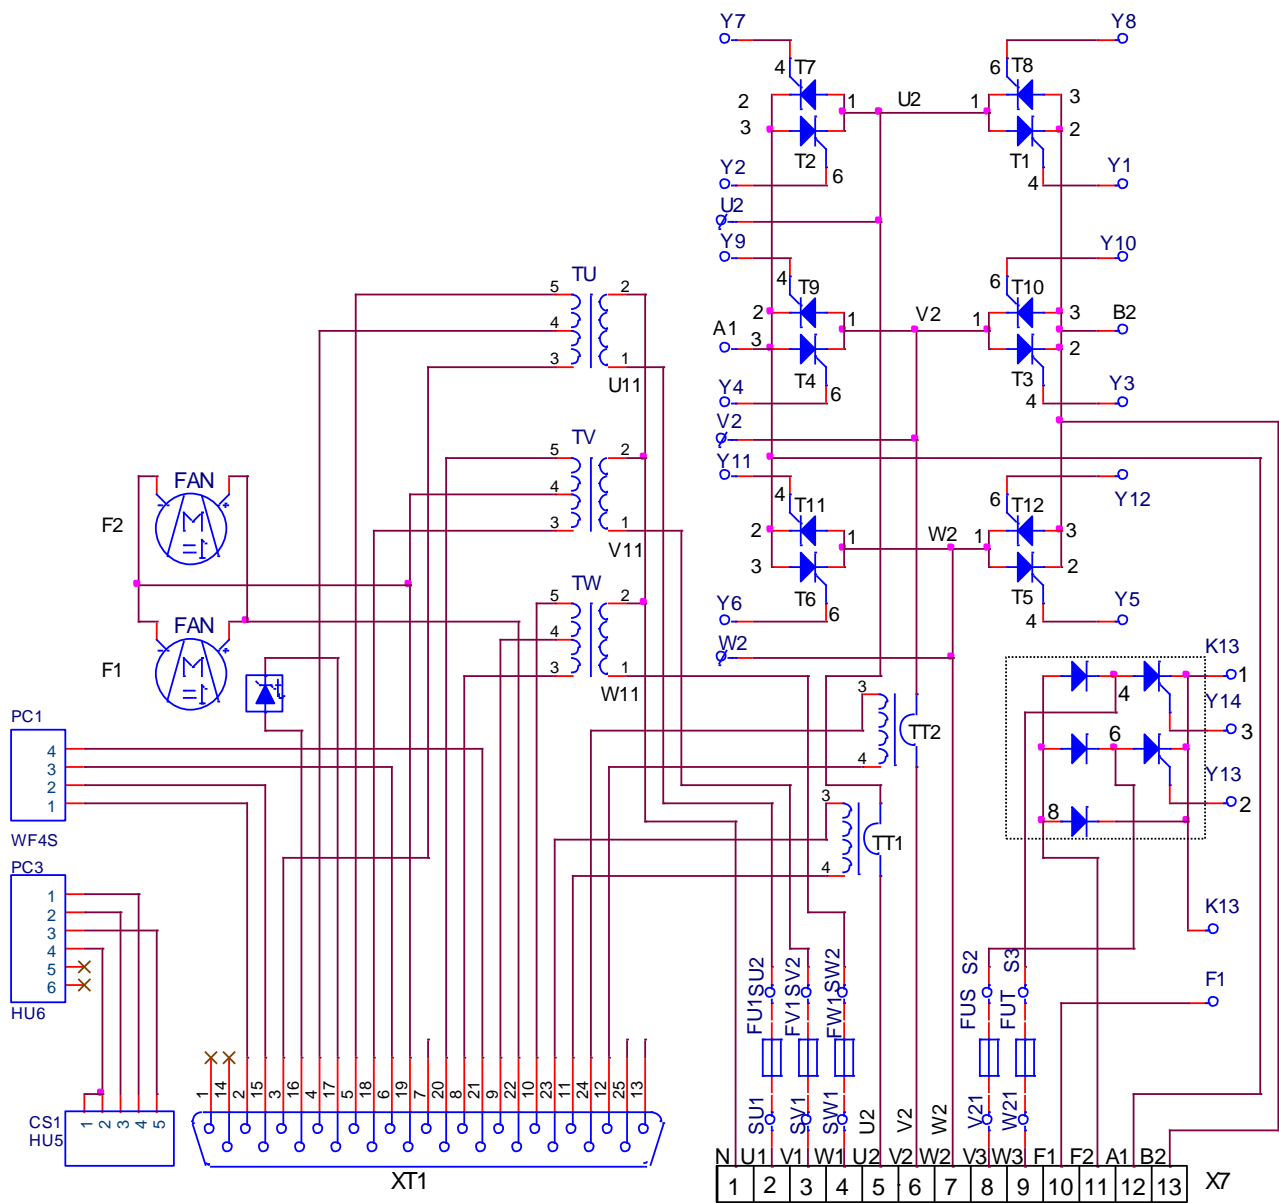 Y7
Y8
4 T7
6 T8
2 1 U2 1 3
3 2
T2 T1
Y2 6 4 Y1
U2
Y9 Y10
4 T9 6 T10
2 1 V2 1 3 B2
A1 3 2
T4 T3
Y4 6 4 Y3
V2
Y11 Y12
4 T11 6 T12
2 1 W2 1 3
3 2
T6 T5
Y6 6 4 Y5
W2
TU
5 2
4
3 1
U11
TV
5 2
4
3 1
V11
TW
5 2
4
3 1
W11
FAN
F2
M
=1
FAN
F1
M
=1
K13
1
4
Y14
3
6
Y13
2
8
K13
F1
3
TT2
4
3
TT1
4
PC1
4
3
2
1
WF4S
PC3
1
2
3
4
5
6
HU6
CS1
HU5
1 2 3 4 5
1 14 2 15 3 16 4 17 5 18 6 19 7 20 8 21 9 22 10 23 11 24 12 25 13
XT1
SU2 SV2 SW2 S2 S3
FU1 FV1 FW1 FUS FUT
SU1 SV1 SW1 U2 V2 W2 V21 W21
N U1 V1 W1 U2 V2 W2 V3 W3 F1 F2 A1 B2
1 2 3 4 5 6 7 8 9 10 11 12 13
X7